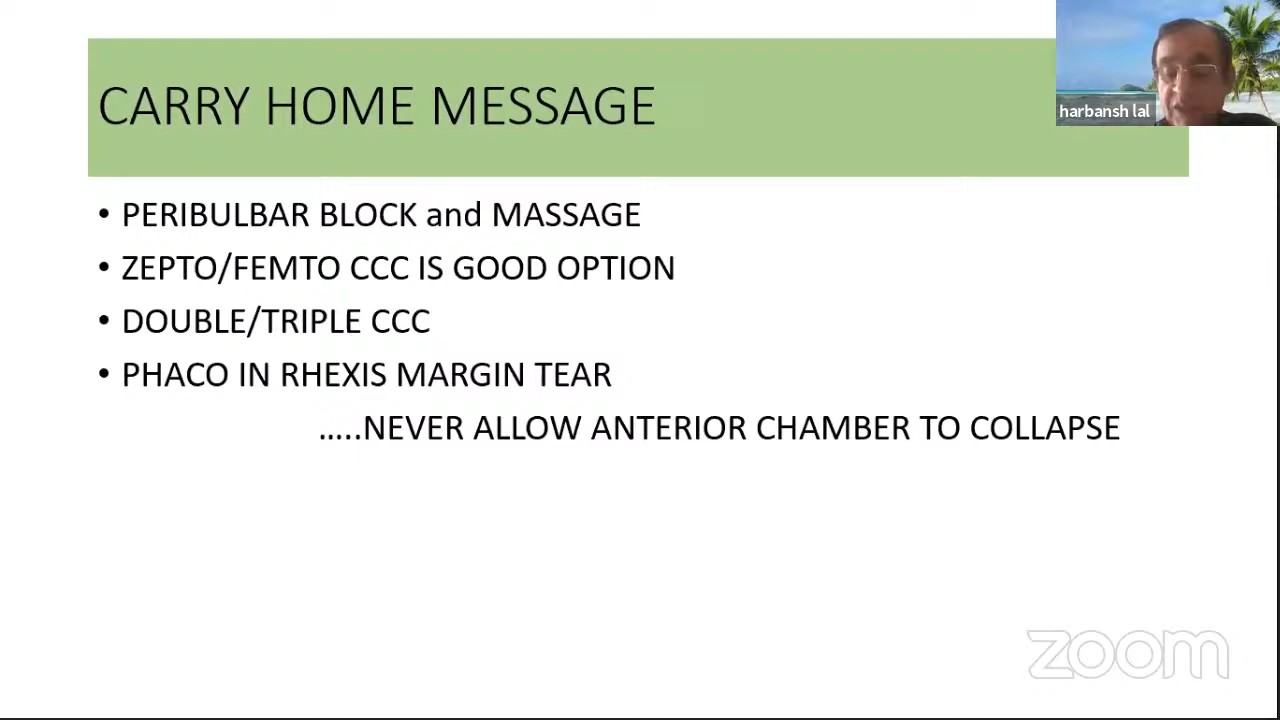 CARRY HOME MESSAGE
harbansh lal
• PERIBULBAR BLOCK and MASSAGE
• ZEPTO/FEMTO CCC IS GOOD OPTION
• DOUBLE/TRIPLE CCC
• PHACO IN RHEXIS MARGIN TEAR
…..NEVER ALLOW ANTERIOR CHAMBER TO COLLAPSE
zoom